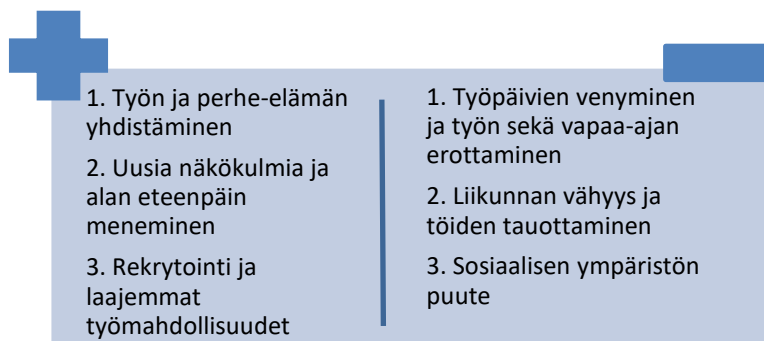 1. Työn ja perhe-elämän
yhdistäminen
2. Uusia näkökulmia ja
alan eteenpäin
meneminen
3. Rekrytointi ja
laajemmat
työmahdollisuudet
1. Työpäivien venyminen
ja työn sekä vapaa-ajan
erottaminen
2. Liikunnan vähyys ja
töiden tauottaminen
3. Sosiaalisen ympäristön
puute